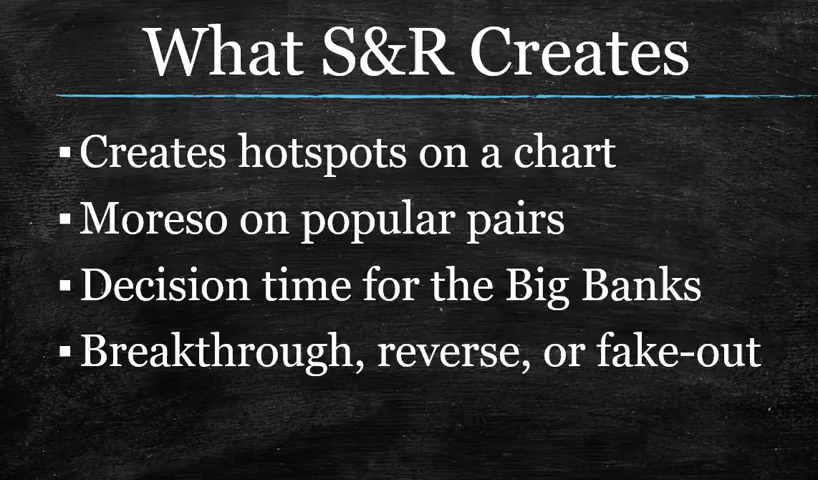 What S&R Creates
▪ Creates hotspots on a chart
▪ Moreso on popular pairs
▪ Decision time for the Big Banks
▪ Breakthrough, reverse, or fake-out